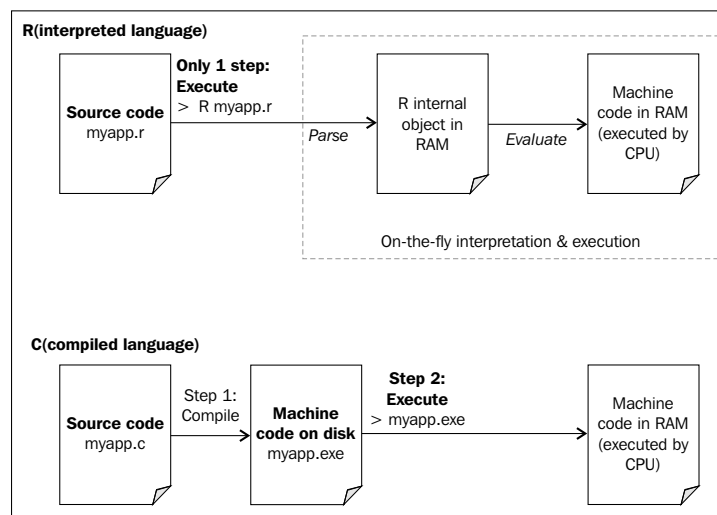 R(interpreted language)
Only 1 step:
Execute
> R myapp.r
Source code
myapp.r
Parse
R internal
object in
RAM
Evaluate
Machine
code in RAM
(executed by
CPU)
On-the-fly interpretation & execution
C(compiled language)
Source code
myapp.c
Step 1:
Compile
Machine
code on disk
myapp.exe
Step 2:
Execute
> myapp.exe
Machine
code in RAM
(executed by
CPU)